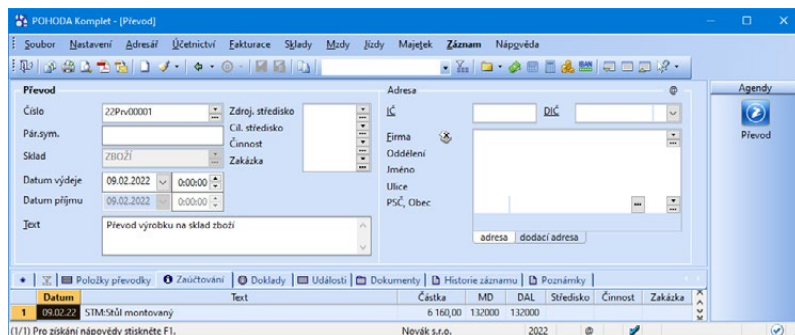 POHODA Komplet - [Převod]
Soubor Nastavení Adresář Účetnictví Fakturace Sklady Mzdy Jízdy Majetek Záznam Nápověda
Převod
Číslo 22Prv00001
Pár.sym.
Sklad ZBOŽÍ
Datum výdeje 09.02.2022 0:00:00
Datum příjmu 09.02.2022 0:00:00
Text Převod výrobku na sklad zboží
Zdroj. středisko
Cíl. středisko
Činnost
Zakázka
Adresa @
IČ DIČ
Firma
Oddělení
Jméno
Ulice
PSČ, Obec
adresa dodací adresa
Agendy
Převod
Položky převodky Zaúčtování Doklady Události Dokumenty Historie záznamu Poznámky
Datum Text Částka MD DAL Středisko Činnost Zakázka
1 09.02.22 STM:Stůl montovaný 6 160,00 132000 132000
(1/1) Pro získání nápovědy stiskněte F1. Novák s.r.o. 2022 @